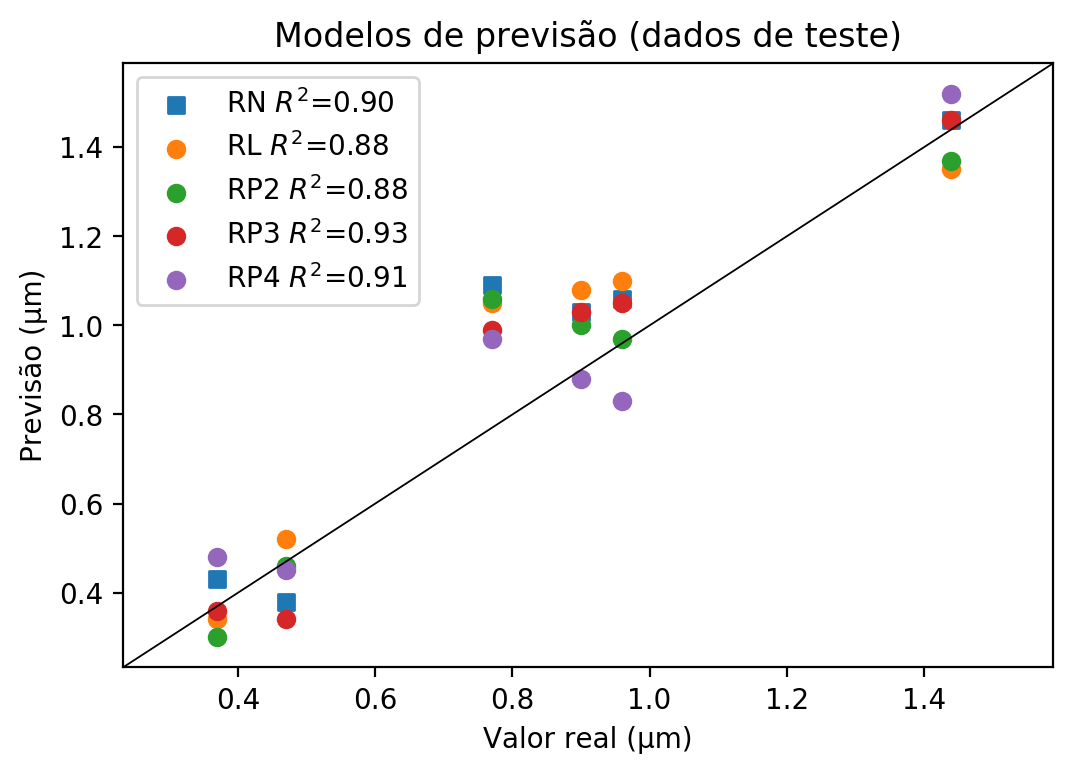 Modelos de previsão (dados de teste)
RN R²=0.90
RL R²=0.88
RP2 R²=0.88
RP3 R²=0.93
RP4 R²=0.91
1.4
1.2
1.0
0.8
0.6
0.4
Previsão (μm)
0.4 0.6 0.8 1.0 1.2 1.4
Valor real (μm)